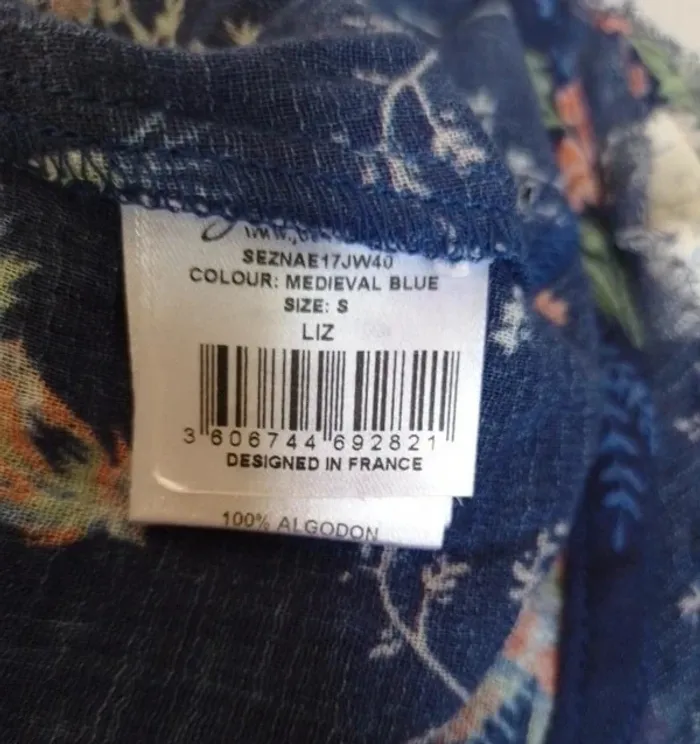 SEZNAE17JW40
COLOUR: MEDIEVAL BLUE
SIZE: S
LIZ
3 606744 692821
DESIGNED IN FRANCE
100% ALGODON